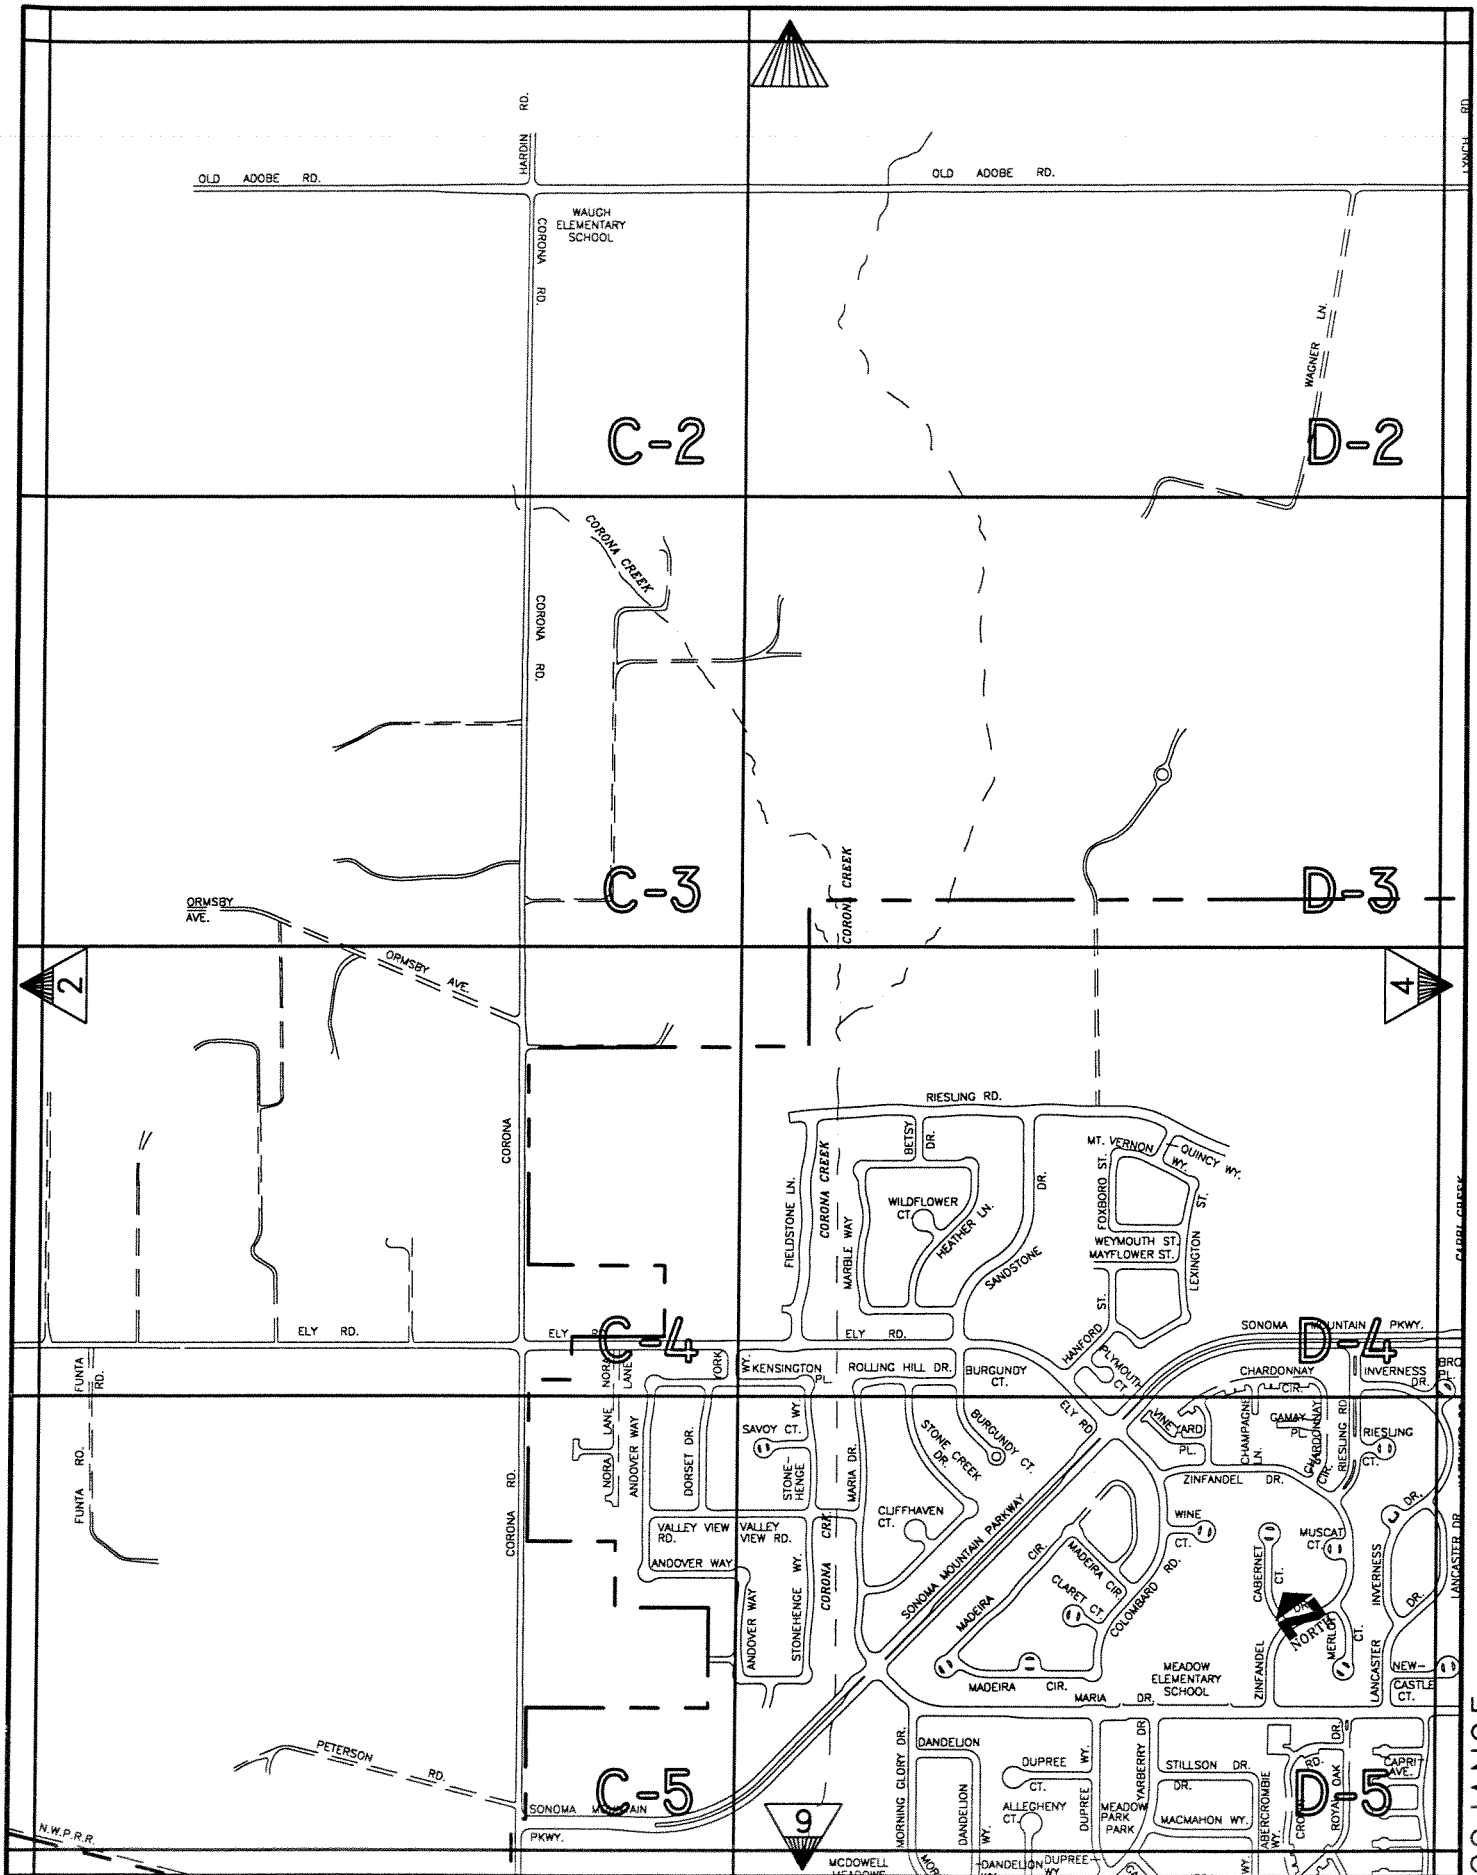 HARDIN RD.
LYNCH RD
OLD ADOBE RD.
OLD ADOBE RD.
WAUGH
ELEMENTARY
SCHOOL
CORONA RD.
WAGNER LN.
C-2
D-2
CORONA CREEK
CORONA RD.
C-3
D-3
CORONA CREEK
ORMSBY
AVE.
ORMSBY AVE.
2
4
CORONA
RIESLING RD.
BETSY
DR.
MT. VERNON
WY.
QUINCY WY.
FIELDSTONE LN.
CORONA CREEK
MARBLE WAY
WILDFLOWER
CT.
HEATHER LN.
SANDSTONE
DR.
FOXBORO ST.
WEYMOUTH ST.
MAYFLOWER ST.
LEXINGTON
ST.
HANFORD
ST.
ELY RD.
ELY R
C-4
ELY RD.
SONOMA MOUNTAIN PKWY.
D-4
FUNTA
RD.
NORA
LANE
YORK
WY.
KENSINGTON
PL.
ROLLING HILL DR.
BURGUNDY
CT.
PLYMOUTH
CT.
CHARDONNAY
CIR.
INVERNESS
DR.
BRO
PL.
FUNTA RO.
NORA LANE
ANDOVER WAY
DORSET DR.
SAVOY CT.
WY.
STONE-
HENGE
MARIA DR.
STONE CREEK
DR.
BURGUNDY CT.
ELY RD
VINEYARD
PL.
CHAMPAGNE
LN.
GAMAY
PL.
CHARDONNAY
CIR.
RIESLING RD
RIESLING
CT.
ZINFANDEL DR.
CORONA RD.
VALLEY VIEW
RD.
VALLEY
VIEW RD.
ANDOVER WAY
ANDOVER WAY
STONEHENGE WY.
CORONA CRK.
CLIFFHAVEN
CT.
SONOMA MOUNTAIN PARKWAY
MADEIRA CIR.
MADEIRA CIR.
CLARET CT.
COLOMBARD RD.
WINE
CT.
CABERNET
CT.
MUSCAT
CT.
INVERNESS
DR.
DR.
LANCASTER DR
NORTH
MERLOT
CT.
ZINFANDEL
DR.
LANCASTER
NEW-
CASTLE
CT.
MADEIRA CIR.
MARIA DR.
MEADOW
ELEMENTARY
SCHOOL
PETERSON RD.
C-5
SONOMA MOUNTAIN
PKWY.
N.W.P.R.R.
9
MCDOWELL
MORNING GLORY DR.
DANDELION
DANDELION
WY.
DUPREE
CT.
ALLEGHENY
CT.
DUPREE
WY.
DANDELION
DUPREE
WY
MEADOW
PARK
PARK
YARBERRY DR
STILLSON DR.
DR.
MACMAHON WY.
ABERCROMBIE
WY.
RD.
ROYAL OAK
DR.
D-5
CAPRI
AVE.